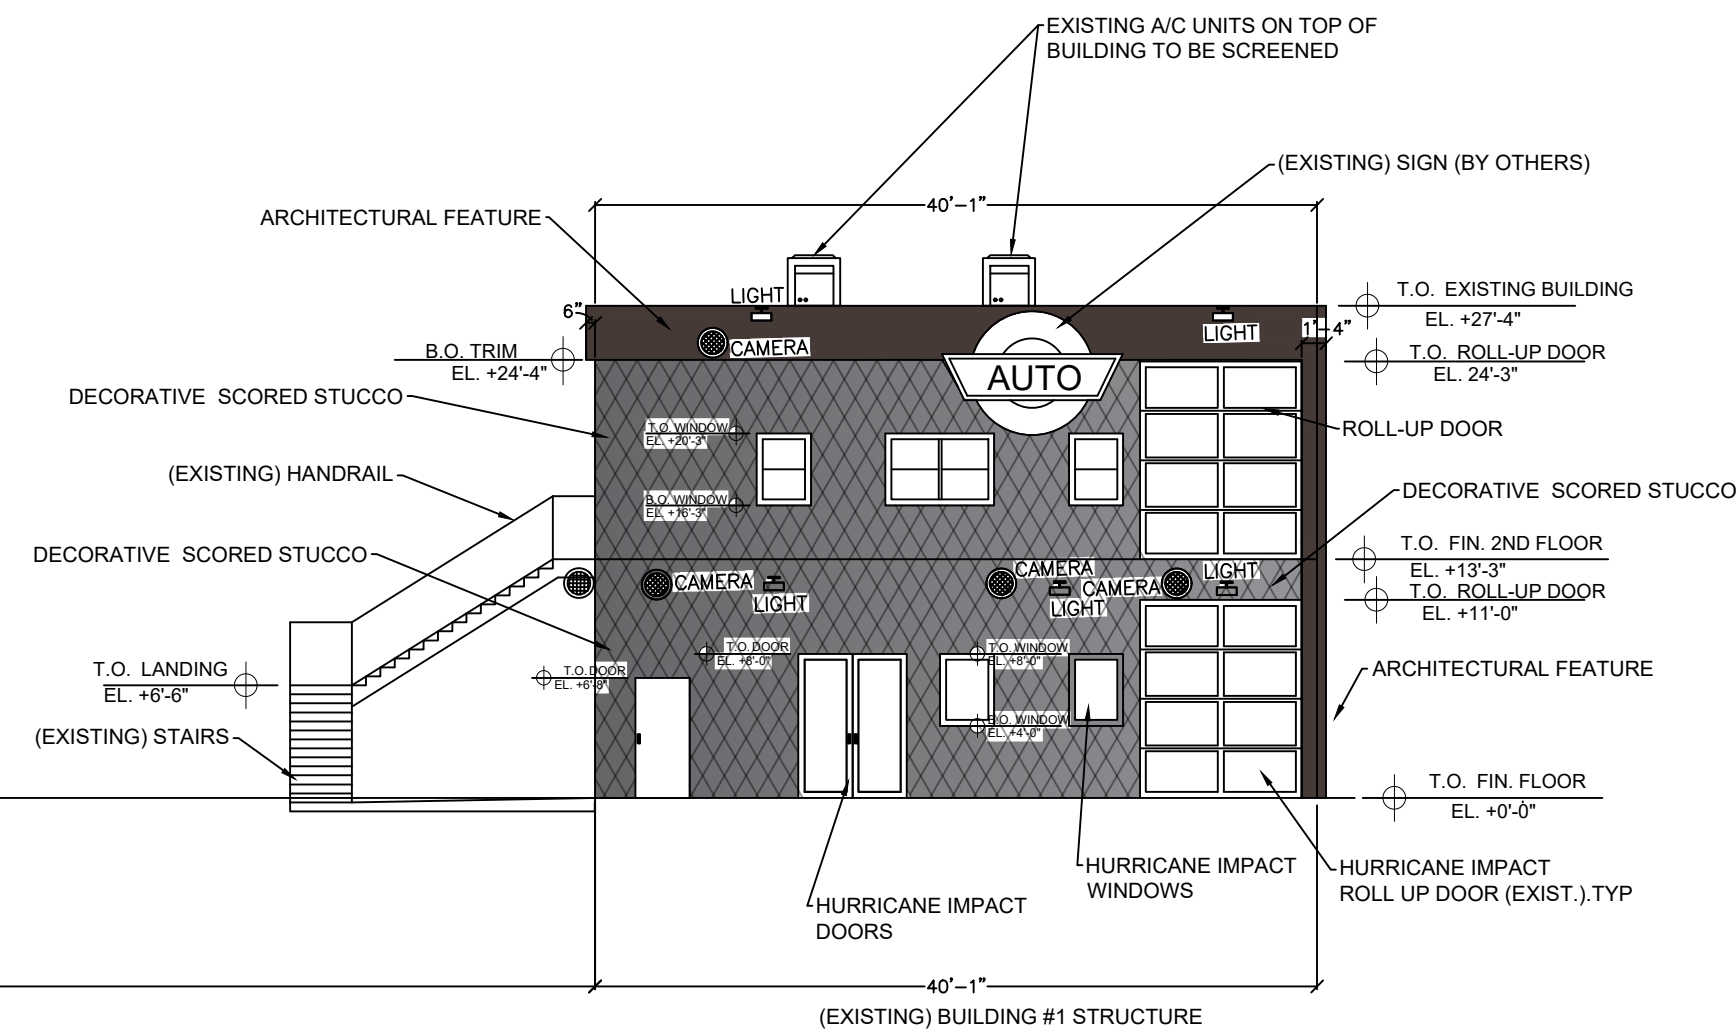 EXISTING A/C UNITS ON TOP OF
BUILDING TO BE SCREENED
(EXISTING) SIGN (BY OTHERS)
40'-1"
ARCHITECTURAL FEATURE
T.O. EXISTING BUILDING
EL. +27'-4"
LIGHT
6"
LIGHT
1'-4"
CAMERA
B.O. TRIM
EL. +24'-4"
T.O. ROLL-UP DOOR
EL. 24'-3"
AUTO
DECORATIVE SCORED STUCCO
T.O. WINDOW
EL. +20'-3"
ROLL-UP DOOR
(EXISTING) HANDRAIL
B.O. WINDOW
EL. +16'-3"
DECORATIVE SCORED STUCCO
DECORATIVE SCORED STUCCO
T.O. FIN. 2ND FLOOR
EL. +13'-3"
CAMERA
LIGHT
CAMERA
LIGHT
CAMERA
LIGHT
T.O. ROLL-UP DOOR
EL. +11'-0"
T.O. DOOR
EL. +8'-0"
T.O. WINDOW
EL. +8'-0"
T.O. LANDING
EL. +6'-6"
T.O. DOOR
EL. +6'-8"
ARCHITECTURAL FEATURE
B.O. WINDOW
EL. +4'-0"
(EXISTING) STAIRS
T.O. FIN. FLOOR
EL. +0'-0"
HURRICANE IMPACT
WINDOWS
HURRICANE IMPACT
ROLL UP DOOR (EXIST.).TYP
HURRICANE IMPACT
DOORS
40'-1"
(EXISTING) BUILDING #1 STRUCTURE